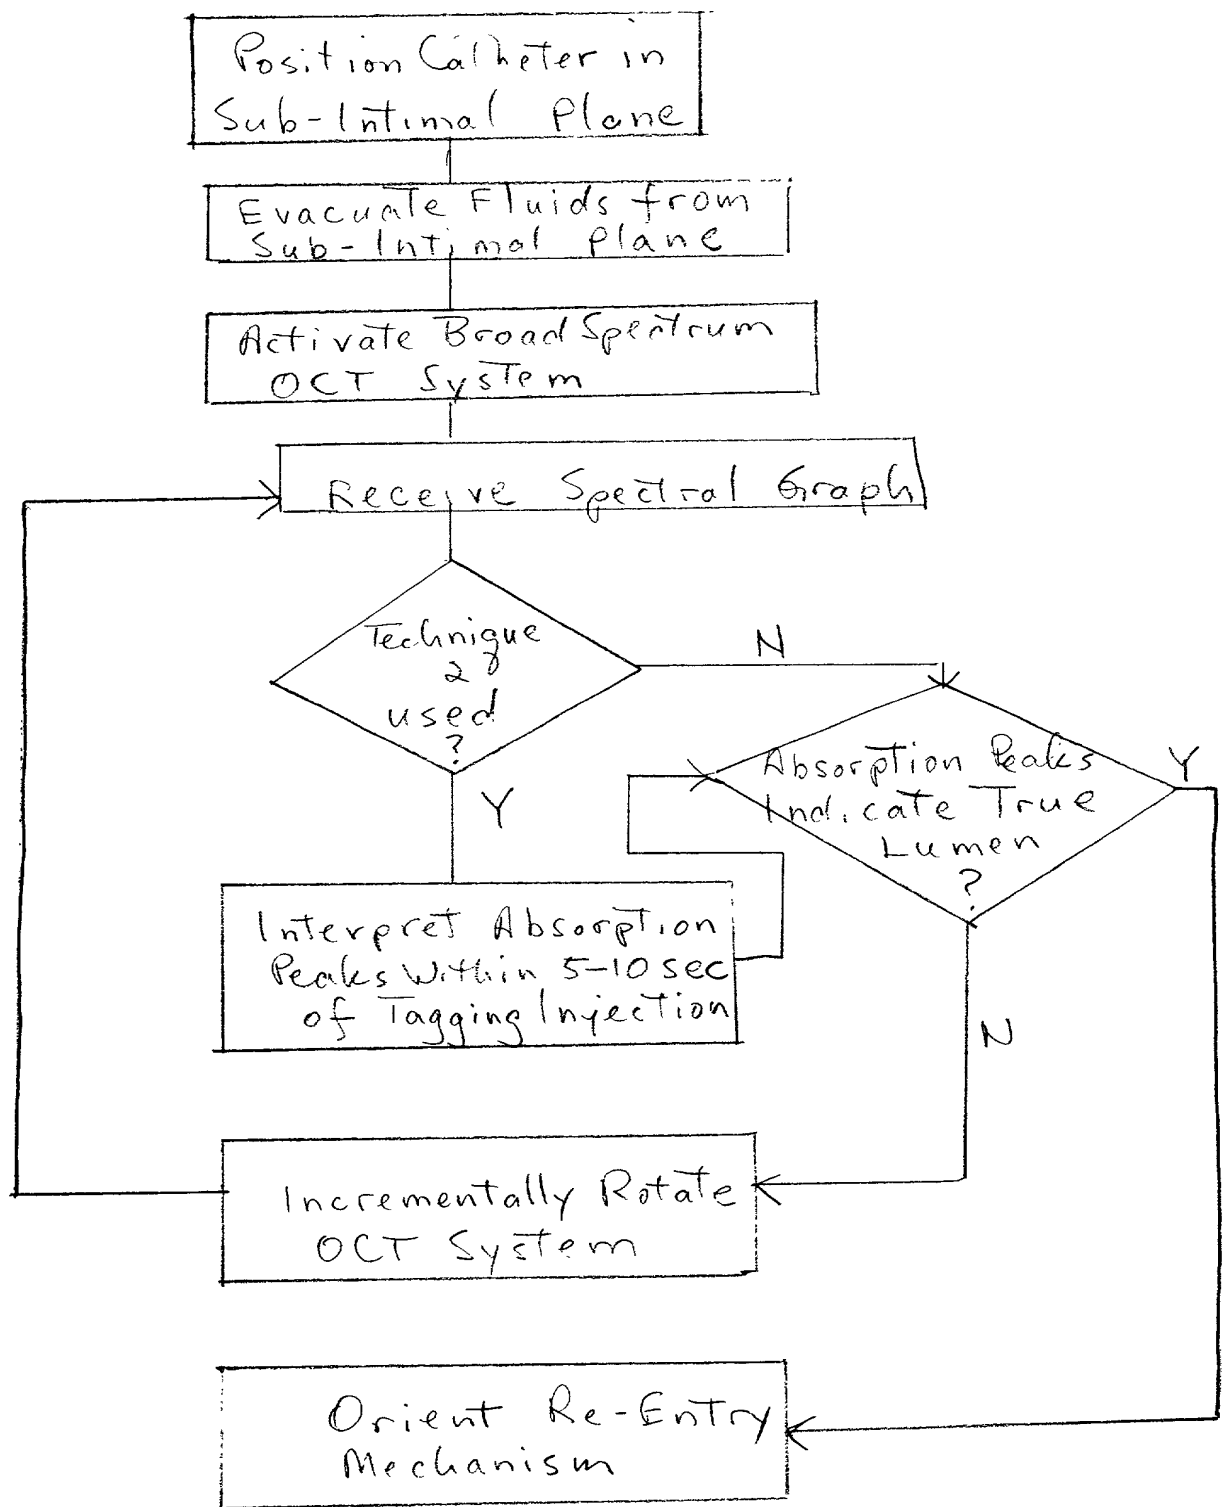 Position Catheter in
Sub-Intimal Plane
Evacuate Fluids from
Sub-Intimal Plane
Activate Broad Spectrum
OCT System
Receive Spectral Graph
Technique
2
used
?
N
Y
Absorption Peaks
Indicate True
Lumen
?
Y
Interpret Absorption
Peaks Within 5-10 sec
of Tagging Injection
N
Incrementally Rotate
OCT System
Orient Re-Entry
Mechanism